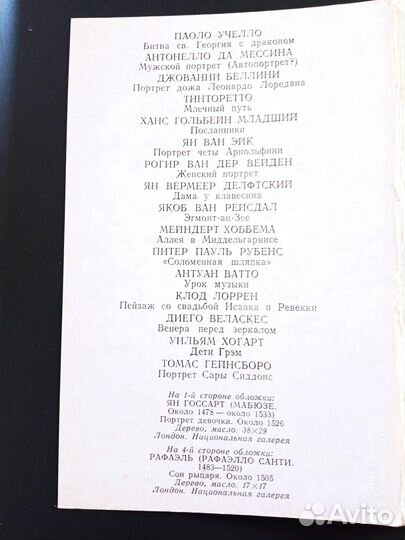 ПАОЛО УЧЕЛЛО
Битва св. Георгия с драконом
АНТОНЕЛЛО ДА МЕССИНА
Мужской портрет (Автопортрет?)
ДЖОВАННИ БЕЛЛИНИ
Портрет дожа Леонардо Лоредана
ТИНТОРЕТТО
Млечный путь
ХАНС ГОЛЬБЕЙН МЛАДШИЙ
Посланники
ЯН ВАН ЭЙК
Портрет четы Арнольфини
РОГИР ВАН ДЕР ВЕЙДЕН
Женский портрет
ЯН ВЕРМЕЕР ДЕЛФТСКИЙ
Дама у клавесина
ЯКОБ ВАН РЕЙСДАЛ
Эгмонт-ан-Зее
МЕЙНДЕРТ ХОББЕМА
Аллея в Миддельгарнисе
ПИТЕР ПАУЛЬ РУБЕНС
«Соломенная шляпка»
АНТУАН ВАТТО
Урок музыки
КЛОД ЛОРРЕН
Пейзаж со свадьбой Исаака и Ревекки
ДИЕГО ВЕЛАСКЕС
Венера перед зеркалом
УИЛЬЯМ ХОГАРТ
Дети Грэм
ТОМАС ГЕЙНСБОРО
Портрет Сары Сиддонс
На 1-й стороне обложки:
ЯН ГОССАРТ (МАБЮЗЕ.
Около 1478 — около 1533)
Портрет девочки. Около 1526
Дерево, масло. 38×29
Лондон. Национальная галерея
На 4-й стороне обложки:
РАФАЭЛЬ (РАФАЭЛЛО САНТИ.
1483—1520)
Сон рыцаря. Около 1505
Дерево, масло. 17×17
Лондон. Национальная галерея
Avito